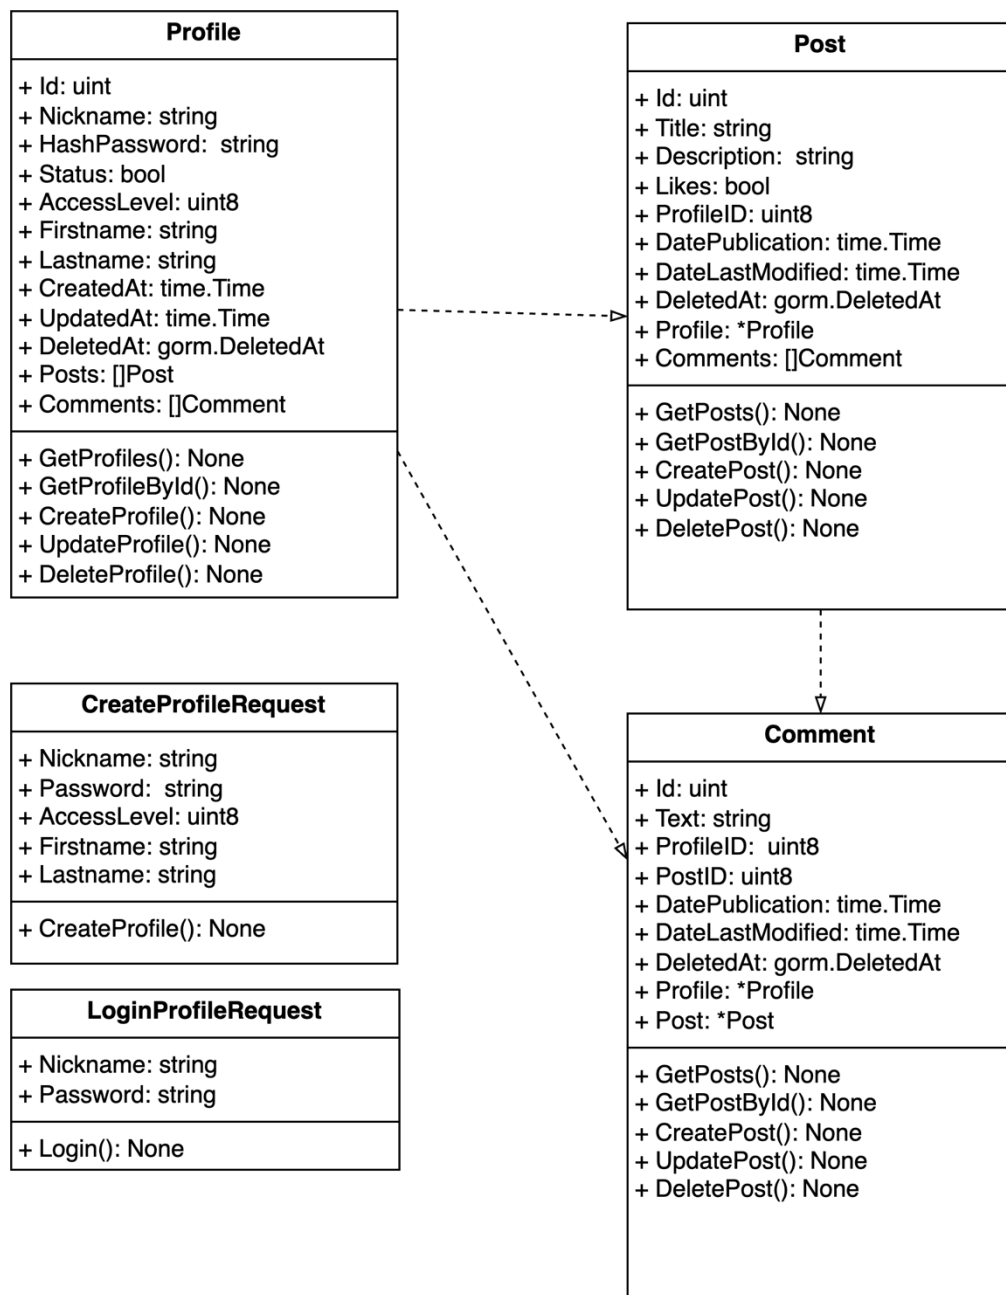 Profile
+ Id: uint
+ Nickname: string
+ HashPassword:  string
+ Status: bool
+ AccessLevel: uint8
+ Firstname: string
+ Lastname: string
+ CreatedAt: time.Time
+ UpdatedAt: time.Time
+ DeletedAt: gorm.DeletedAt
+ Posts: []Post
+ Comments: []Comment
+ GetProfiles(): None
+ GetProfileById(): None
+ CreateProfile(): None
+ UpdateProfile(): None
+ DeleteProfile(): None
Post
+ Id: uint
+ Title: string
+ Description:  string
+ Likes: bool
+ ProfileID: uint8
+ DatePublication: time.Time
+ DateLastModified: time.Time
+ DeletedAt: gorm.DeletedAt
+ Profile: *Profile
+ Comments: []Comment
+ GetPosts(): None
+ GetPostById(): None
+ CreatePost(): None
+ UpdatePost(): None
+ DeletePost(): None
CreateProfileRequest
+ Nickname: string
+ Password:  string
+ AccessLevel: uint8
+ Firstname: string
+ Lastname: string
+ CreateProfile(): None
LoginProfileRequest
+ Nickname: string
+ Password: string
+ Login(): None
Comment
+ Id: uint
+ Text: string
+ ProfileID:  uint8
+ PostID: uint8
+ DatePublication: time.Time
+ DateLastModified: time.Time
+ DeletedAt: gorm.DeletedAt
+ Profile: *Profile
+ Post: *Post
+ GetPosts(): None
+ GetPostById(): None
+ CreatePost(): None
+ UpdatePost(): None
+ DeletePost(): None